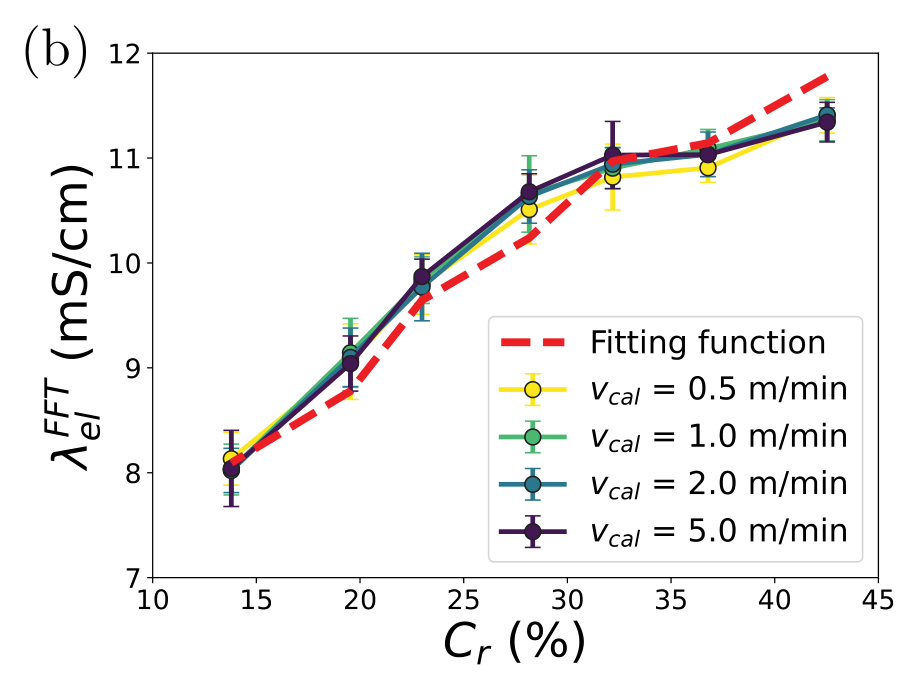 (b)
12
11
10
9
8
7
λ_el^FFT (mS/cm)
10 15 20 25 30 35 40 45
C_r (%)
Fitting function
v_cal = 0.5 m/min
v_cal = 1.0 m/min
v_cal = 2.0 m/min
v_cal = 5.0 m/min